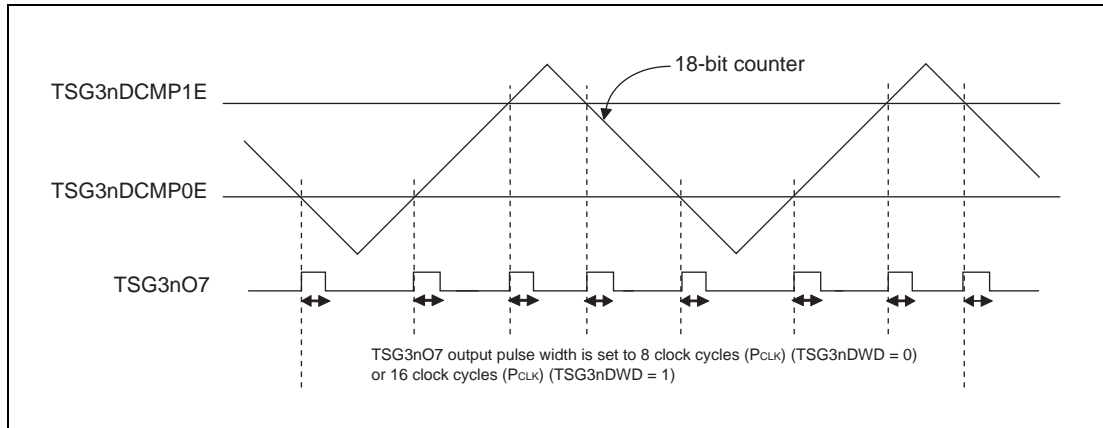 18-bit counter
TSG3nDCMP1E
TSG3nDCMP0E
TSG3nO7
TSG3nO7 output pulse width is set to 8 clock cycles (PCLK) (TSG3nDWD = 0)
or 16 clock cycles (PCLK) (TSG3nDWD = 1)